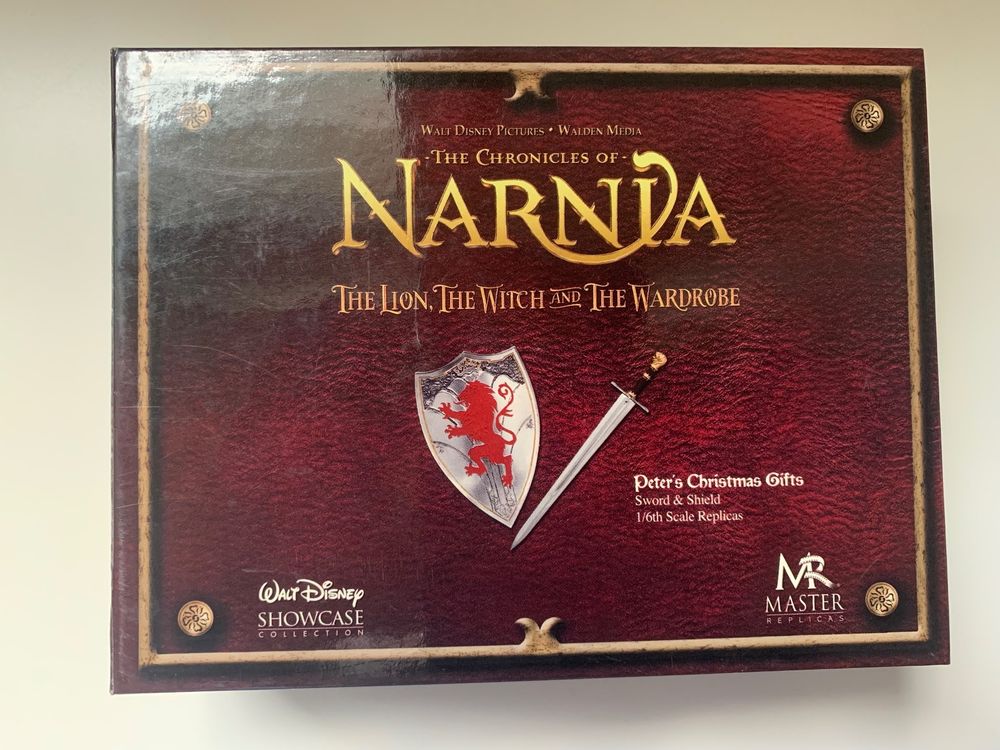 WALT DISNEY PICTURES • WALDEN MEDIA
-THE CHRONICLES OF-
NARNIA
THE LION, THE WITCH AND THE WARDROBE
Peter's Christmas Gifts
Sword & Shield
1/6th Scale Replicas
WALT DISNEY
SHOWCASE
COLLECTION
MR
MASTER
REPLICAS